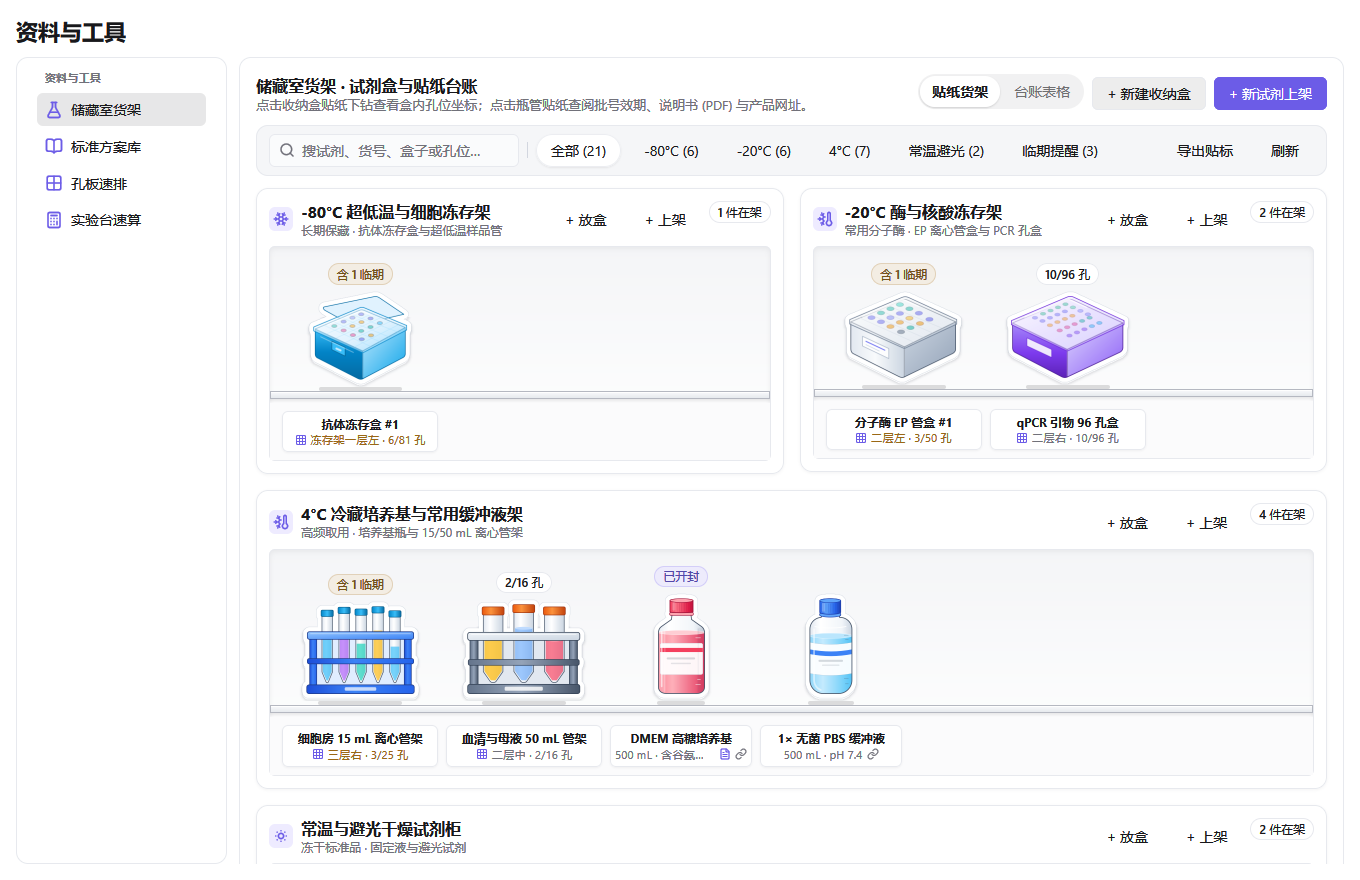 资料与工具
资料与工具
储藏室货架
标准方案库
孔板速排
实验台速算
储藏室货架 · 试剂盒与贴纸台账
点击收纳盒贴纸下钻查看盒内孔位坐标；点击瓶管贴纸查阅批号效期、说明书 (PDF) 与产品网址。
贴纸货架
台账表格
+ 新建收纳盒
+ 新试剂上架
搜试剂、货号、盒子或孔位...
全部 (21)
-80°C (6)
-20°C (6)
4°C (7)
常温避光 (2)
临期提醒 (3)
导出贴标
刷新
-80°C 超低温与细胞冻存架
长期保藏 · 抗体冻存盒与超低温样品管
+ 放盒
+ 上架
1 件在架
含 1 临期
抗体冻存盒 #1
冻存架一层左 · 6/81 孔
-20°C 酶与核酸冻存架
常用分子酶 · EP 离心管盒与 PCR 孔盒
+ 放盒
+ 上架
2 件在架
含 1 临期
10/96 孔
分子酶 EP 管盒 #1
二层左 · 3/50 孔
qPCR 引物 96 孔盒
二层右 · 10/96 孔
4°C 冷藏培养基与常用缓冲液架
高频取用 · 培养基瓶与 15/50 mL 离心管架
+ 放盒
+ 上架
4 件在架
含 1 临期
2/16 孔
已开封
细胞房 15 mL 离心管架
三层右 · 3/25 孔
血清与母液 50 mL 管架
二层中 · 2/16 孔
DMEM 高糖培养基
500 mL · 含谷氨...
1× 无菌 PBS 缓冲液
500 mL · pH 7.4
常温与避光干燥试剂柜
冻干标准品 · 固定液与避光试剂
+ 放盒
+ 上架
2 件在架